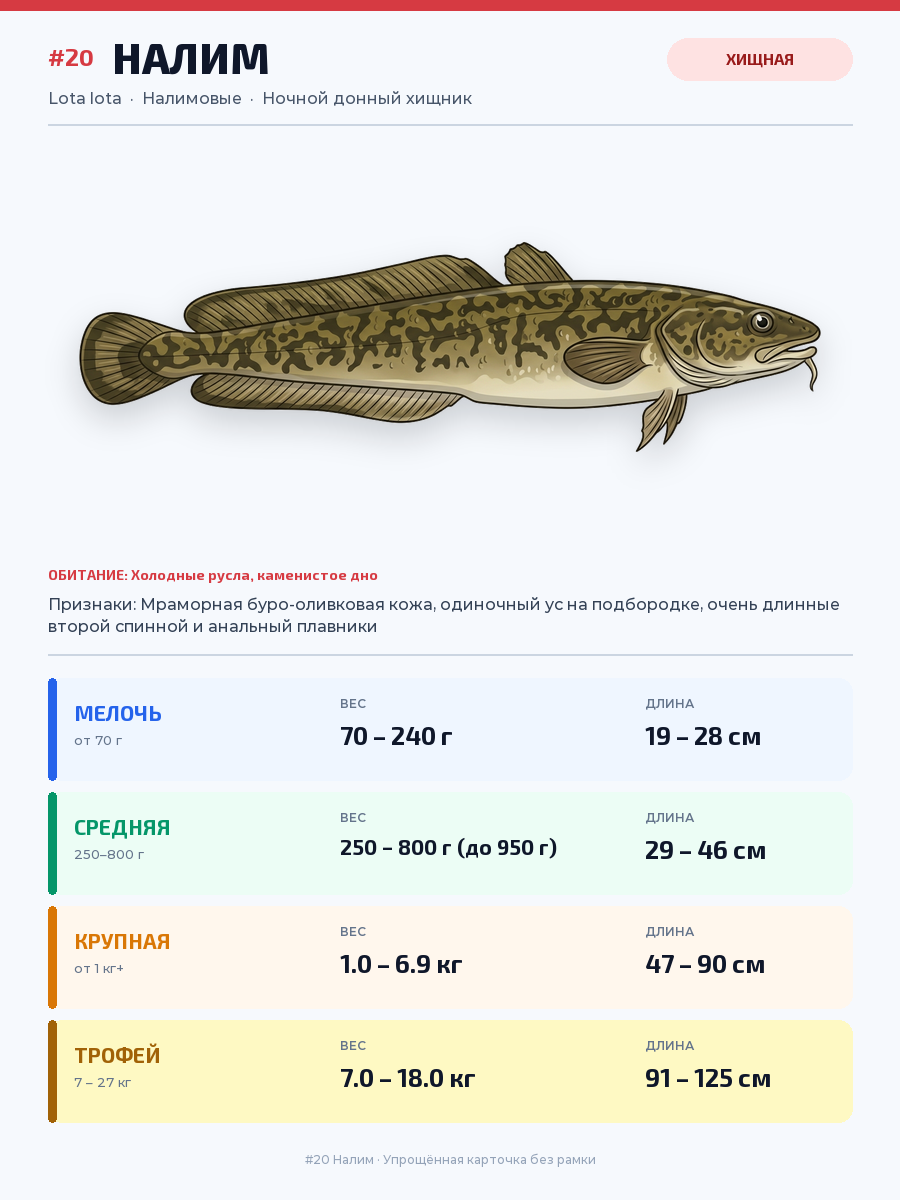 #20 НАЛИМ
ХИЩНАЯ
Lota lota · Налимовые · Ночной донный хищник
ОБИТАНИЕ: Холодные русла, каменистое дно
Признаки: Мраморная буро-оливковая кожа, одиночный ус на подбородке, очень длинные
второй спинной и анальный плавники
МЕЛОЧЬ
от 70 г
ВЕС
70 – 240 г
ДЛИНА
19 – 28 см
СРЕДНЯЯ
250–800 г
ВЕС
250 – 800 г (до 950 г)
ДЛИНА
29 – 46 см
КРУПНАЯ
от 1 кг+
ВЕС
1.0 – 6.9 кг
ДЛИНА
47 – 90 см
ТРОФЕЙ
7 – 27 кг
ВЕС
7.0 – 18.0 кг
ДЛИНА
91 – 125 см
#20 Налим · Упрощённая карточка без рамки